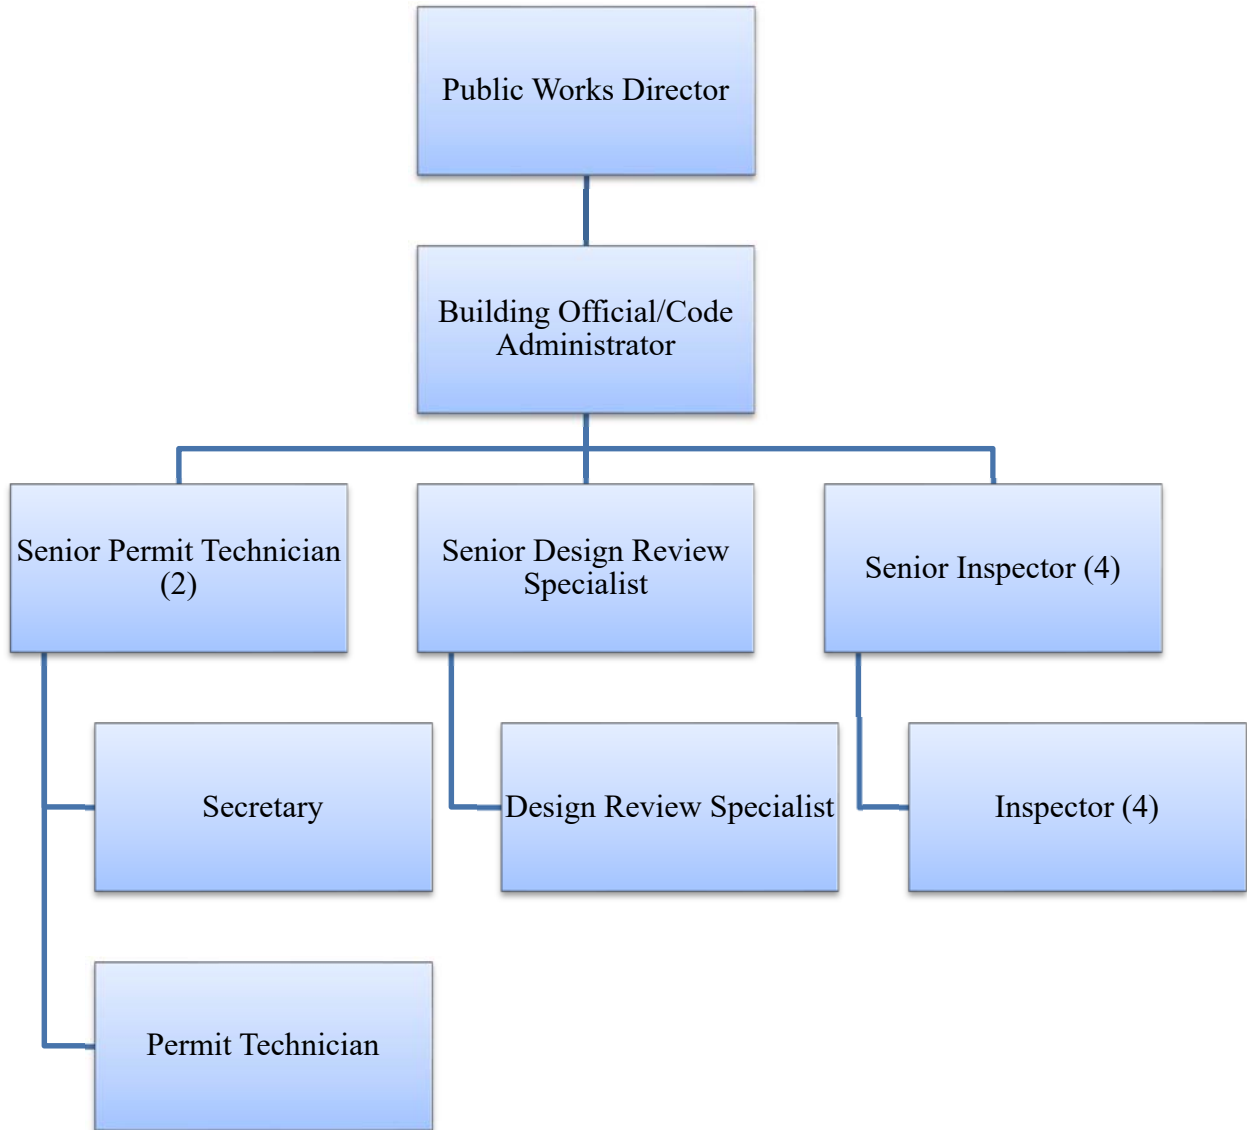 Public Works Director
Building Official/Code
Administrator
Senior Permit Technician
(2)
Senior Design Review
Specialist
Senior Inspector (4)
Secretary
Design Review Specialist
Inspector (4)
Permit Technician